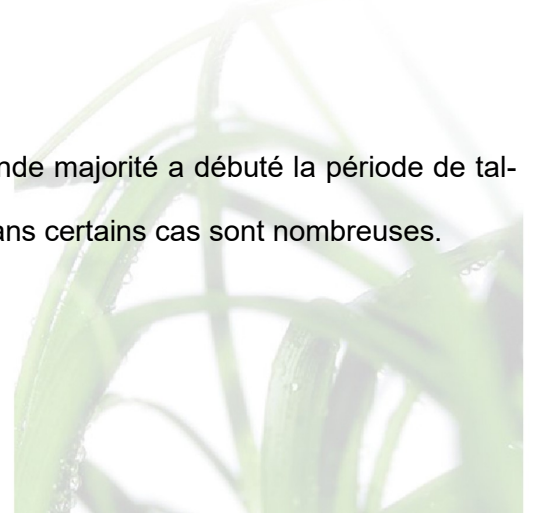 nde majorité a débuté la période de tal-
ans certains cas sont nombreuses.